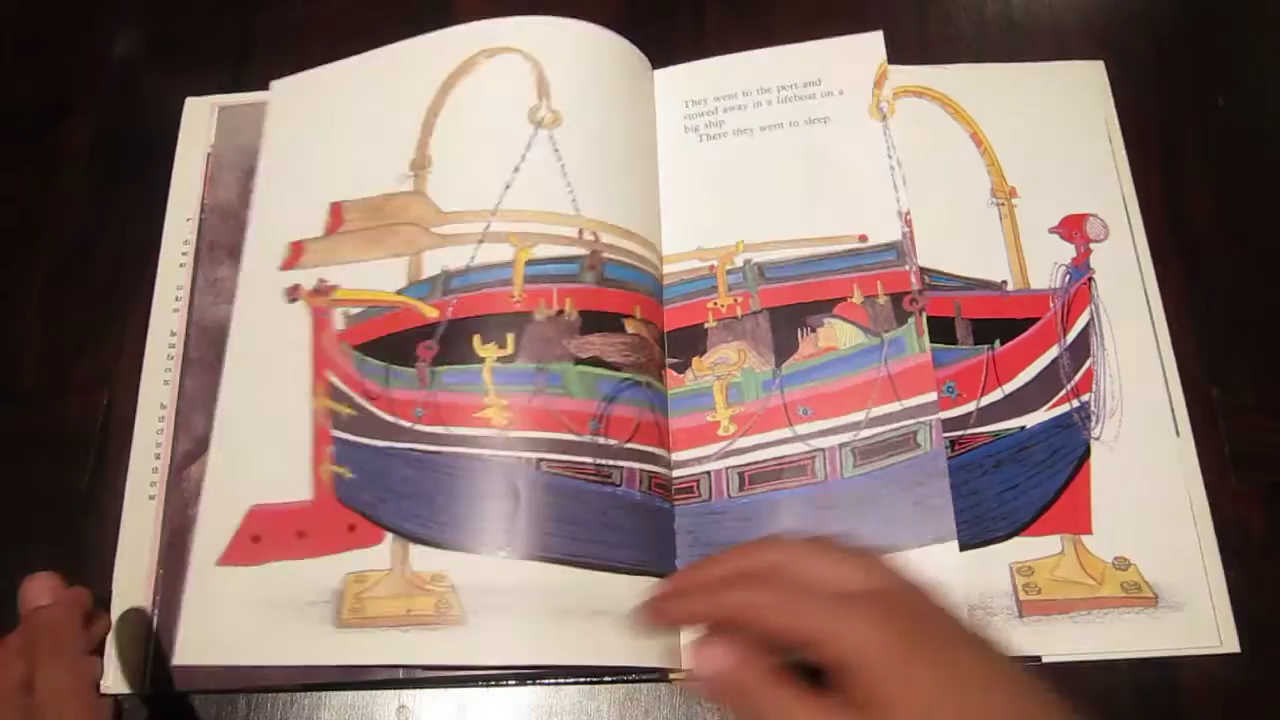 They went to the port and
stowed away in a lifeboat on a
big ship.
There they went to sleep.